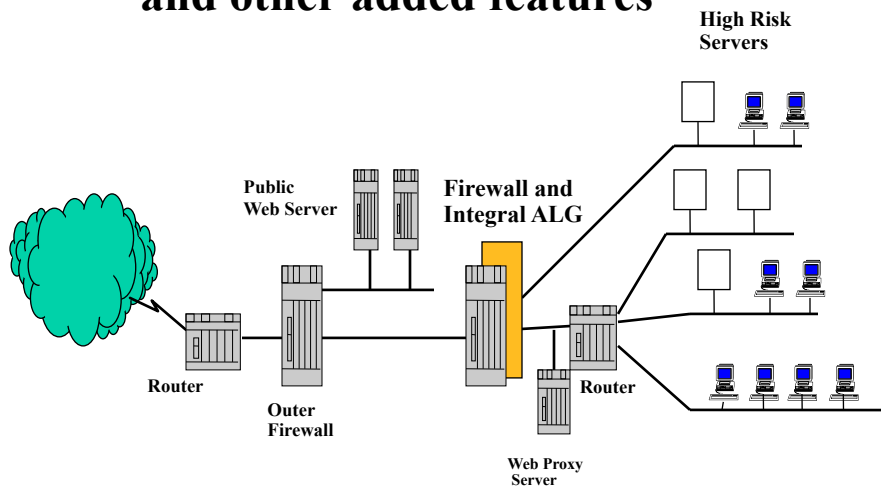 and other added features
High Risk
Servers
Public
Web Server
Firewall and
Integral ALG
Router
Outer
Firewall
Router
Web Proxy
Server